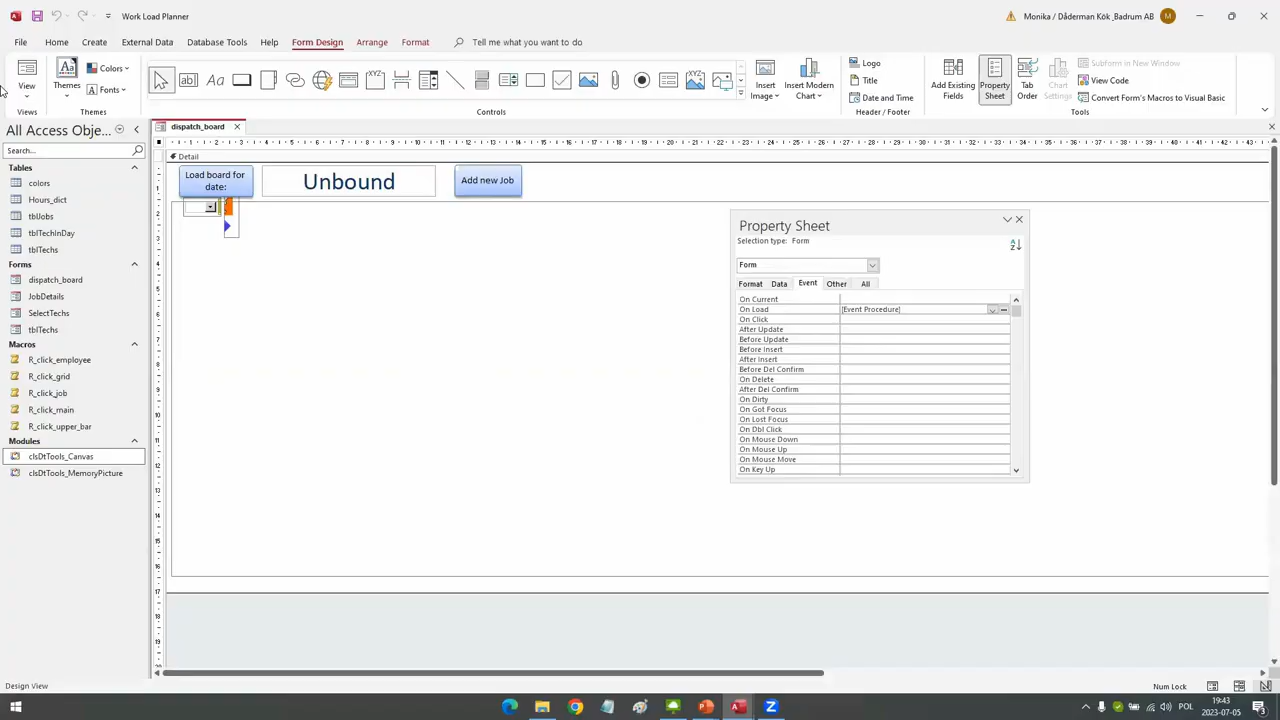 Work Load Planner
Monika / Dåderman Kök ,Badrum AB
M
File
Home
Create
External Data
Database Tools
Help
Form Design
Arrange
Format
Tell me what you want to do
View
Themes
Colors
Fonts
ab
Aa
XYZ
XYZ
Insert Image
Insert Modern Chart
Logo
Title
Date and Time
Add Existing Fields
Property Sheet
Tab Order
Chart Settings
Subform in New Window
View Code
Convert Form's Macros to Visual Basic
Views
Themes
Controls
Header / Footer
Tools
All Access Obje...
Search...
Tables
colors
Hours_dict
tblJobs
tblTechInDay
tblTechs
Forms
dispatch_board
JobDetails
SelectTechs
tblTechs
Macros
R_click_employee
R_click_grid
R_click_job
R_click_main
R_click_upper_bar
Modules
clsDtTools_Canvas
clsDtTools_MemoryPicture
dispatch_board
Detail
Load board for date:
Unbound
Add new Job
Property Sheet
Selection type: Form
Form
Format Data Event Other All
On Current
On Load [Event Procedure]
On Click
After Update
Before Update
Before Insert
After Insert
Before Del Confirm
On Delete
After Del Confirm
On Dirty
On Got Focus
On Lost Focus
On Dbl Click
On Mouse Down
On Mouse Up
On Mouse Move
On Key Up
Design View
Num Lock
POL
19:43
2023-07-05